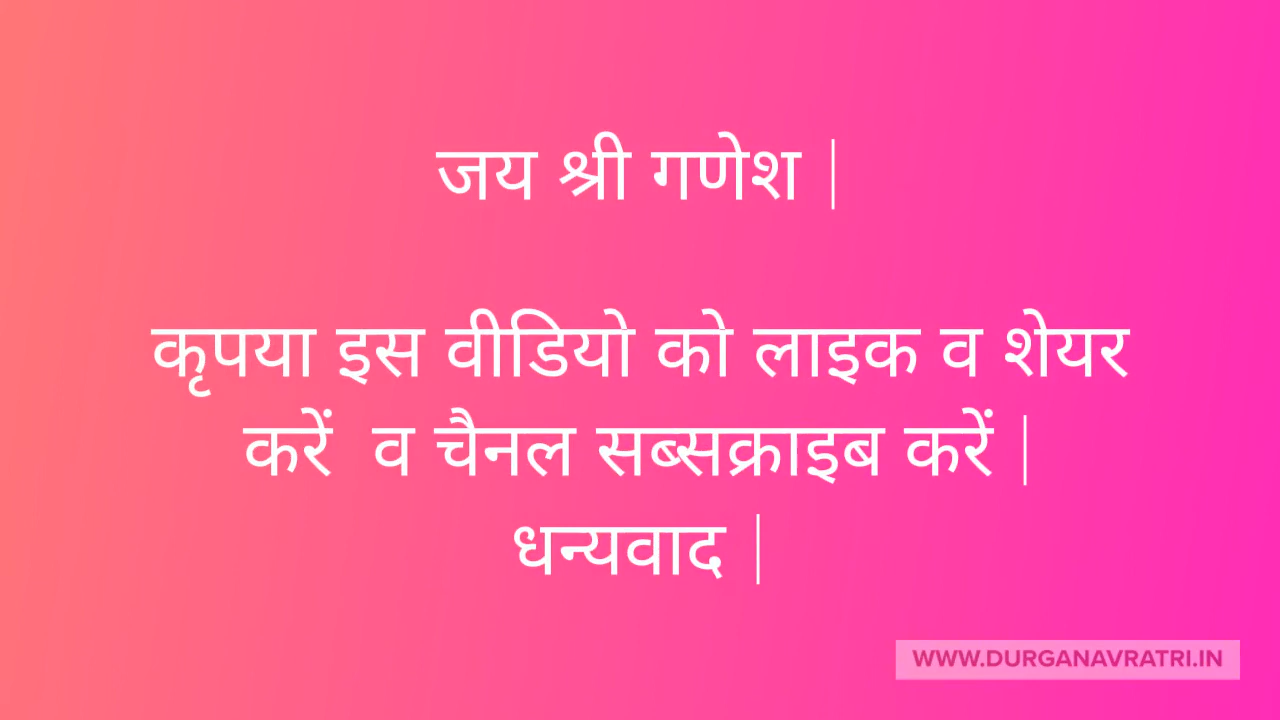 जय श्री गणेश |
कृपया इस वीडियो को लाइक व शेयर
करें व चैनल सब्सक्राइब करें |
धन्यवाद |
WWW.DURGANAVRATRI.IN